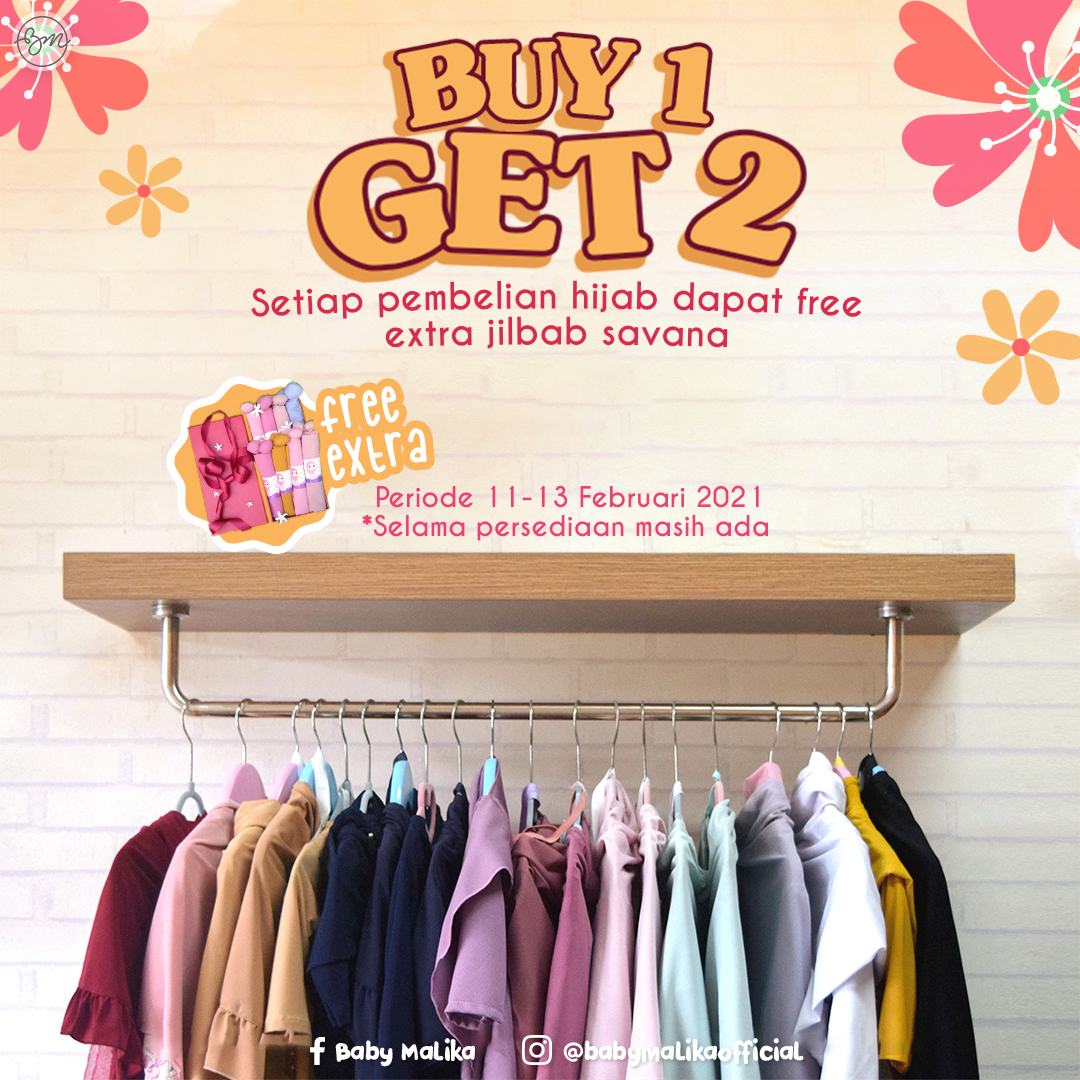 BM
BUY 1
GET 2
Setiap pembelian hijab dapat free
extra jilbab savana
free
extra
Periode 11-13 Februari 2021
*Selama persediaan masih ada
Baby Malika
@babymalikaofficial